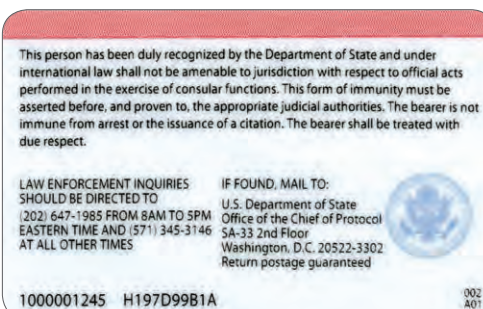 This person has been duly recognized by the Department of State and under
international law shall not be amenable to jurisdiction with respect to official acts
performed in the exercise of consular functions. This form of immunity must be
asserted before, and proven to, the appropriate judicial authorities. The bearer is not
immune from arrest or the issuance of a citation. The bearer shall be treated with
due respect.
LAW ENFORCEMENT INQUIRIES
SHOULD BE DIRECTED TO
(202) 647-1985 FROM 8AM TO 5PM
EASTERN TIME AND (571) 345-3146
AT ALL OTHER TIMES
IF FOUND, MAIL TO:
U.S. Department of State
Office of the Chief of Protocol
SA-33 2nd Floor
Washington, D.C. 20522-3302
Return postage guaranteed
1000001245 H197D99B1A
002
A01